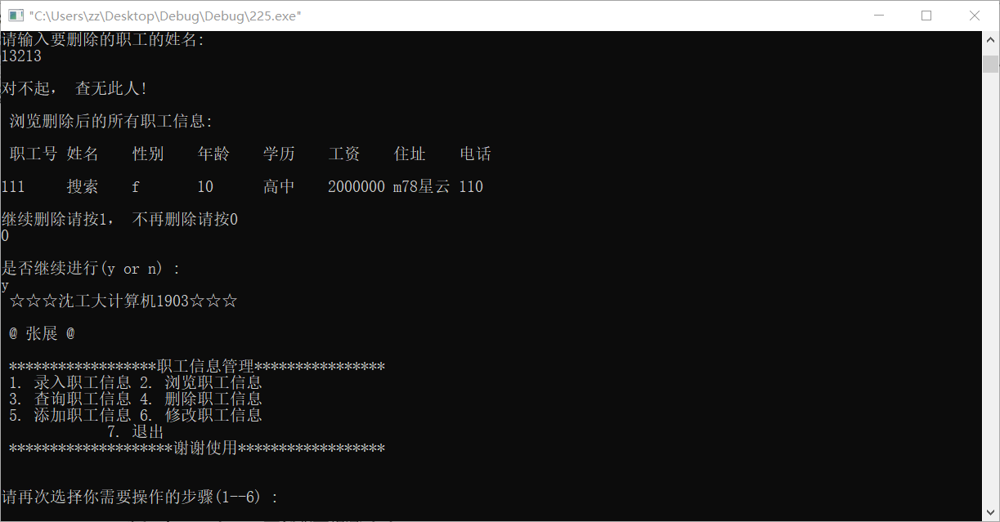 "C:\Users\zz\Desktop\Debug\Debug\225.exe"
请输入要删除的职工的姓名:
13213
对不起， 查无此人!
浏览删除后的所有职工信息:
职工号 姓名 性别 年龄 学历 工资 住址 电话
111 搜索 f 10 高中 2000000 m78星云 110
继续删除请按1， 不再删除请按0
0
是否继续进行(y or n) :
y
☆☆☆沈工大计算机1903☆☆☆
@ 张展 @
******************职工信息管理****************
1. 录入职工信息 2. 浏览职工信息
3. 查询职工信息 4. 删除职工信息
5. 添加职工信息 6. 修改职工信息
7. 退出
********************谢谢使用******************
请再次选择你需要操作的步骤(1--6) :